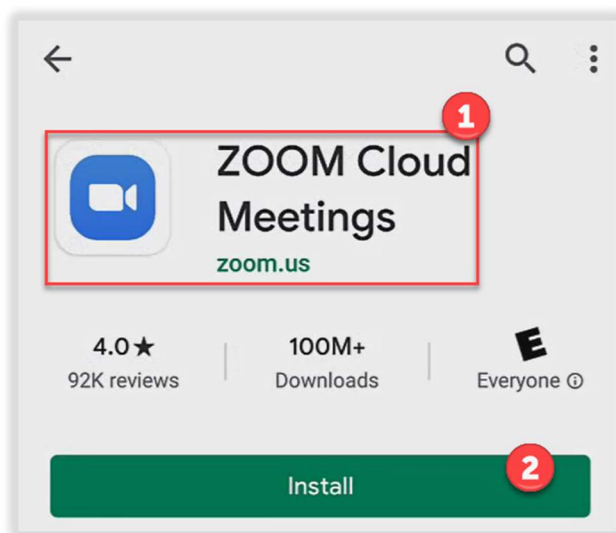 1
ZOOM Cloud
Meetings
zoom.us
4.0★
100M+
E
92K reviews
Downloads
Everyone
Install
2